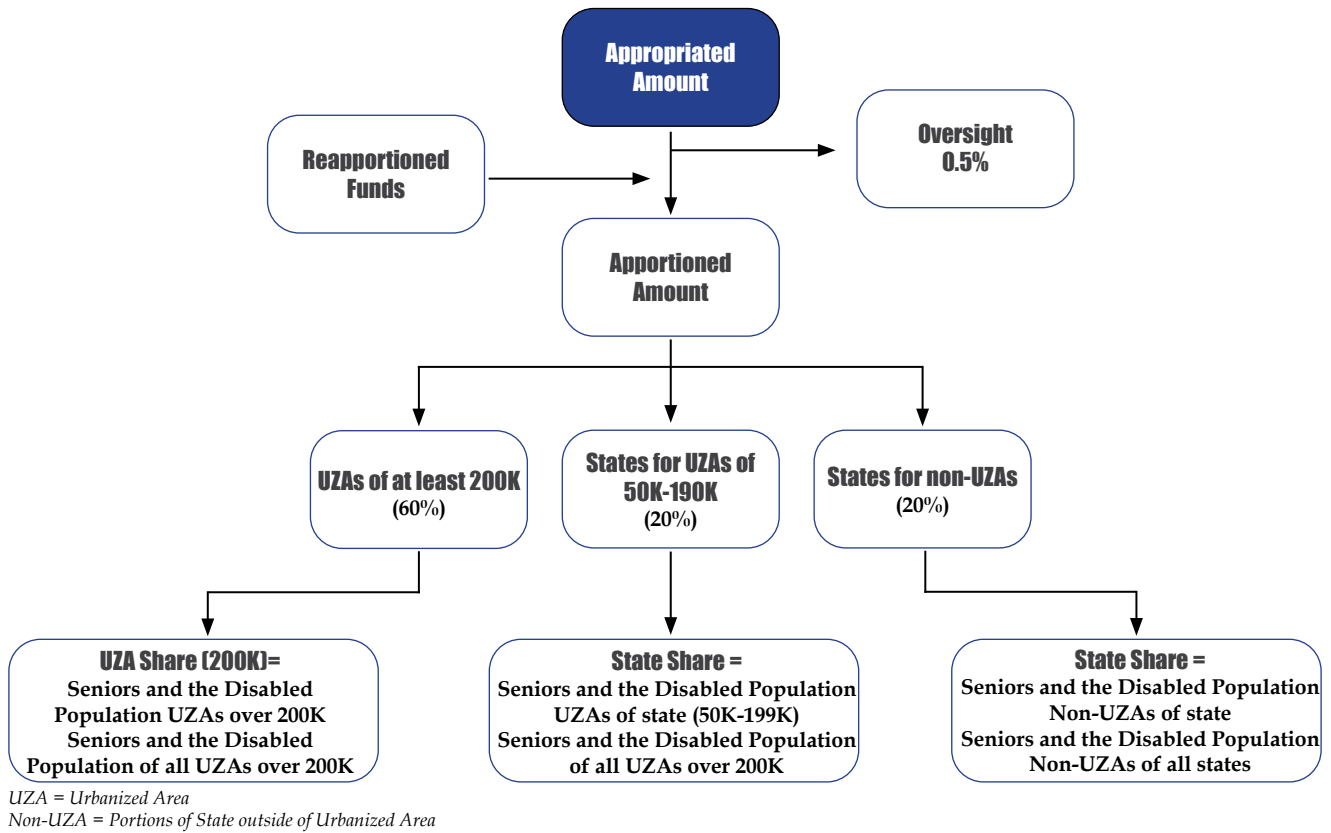 Appropriated
Amount
Oversight
0.5%
Reapportioned
Funds
Apportioned
Amount
UZAs of at least 200K
(60%)
States for UZAs of
50K-190K
(20%)
States for non-UZAs
(20%)
UZA Share (200K)=
Seniors and the Disabled
Population UZAs over 200K
Seniors and the Disabled
Population of all UZAs over 200K
State Share =
Seniors and the Disabled Population
UZAs of state (50K-199K)
Seniors and the Disabled Population
of all UZAs over 200K
State Share =
Seniors and the Disabled Population
Non-UZAs of state
Seniors and the Disabled Population
Non-UZAs of all states
UZA = Urbanized Area
Non-UZA = Portions of State outside of Urbanized Area